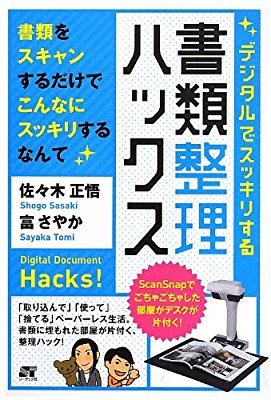 デジタルでスッキリする
書類整理
ハックス
書類を
スキャン
するだけで
こんなに
スッキリする
なんて
佐々木 正悟
Shogo Sasaki
富 さやか
Sayaka Tomi
Digital Document
Hacks!
ScanSnapで
ごちゃごちゃした
部屋がデスクが
片付く!
「取り込んで」「使って」
「捨てる」ペーパーレス生活。
書類に埋もれた部屋が片付く、
整理ハック!
ソーテック社